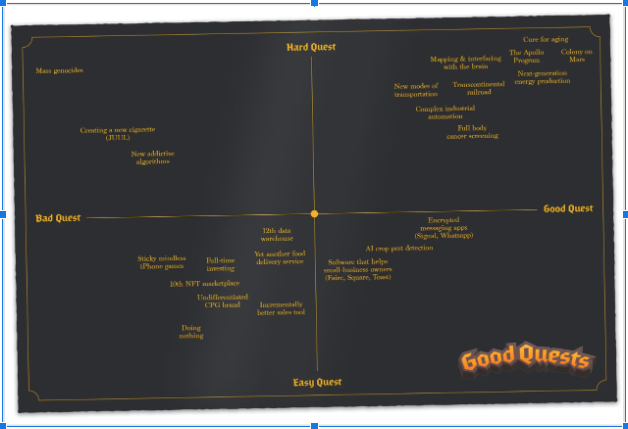 Hard Quest
Cure for aging
Mass genocides
Mapping & interfacing
with the brain
The Apollo
Program
Colony on
Mars
Next-generation
energy production
New modes of
transportation
Transcontinental
railroad
Complex industrial
automation
Full body
cancer screening
Creating a new cigarette
(JUUL)
New addictive
algorithms
Bad Quest
Good Quest
12th data
warehouse
Encrypted
messaging apps
(Signal, Whatsapp)
AI crop pest detection
Sticky mindless
iPhone games
Full-time
investing
Yet another food
delivery service
Software that helps
small-business owners
(Faire, Square, Toast)
10th NFT marketplace
Undifferentiated
CPG brand
Incrementally
better sales tool
Doing
nothing
Good Quests
Easy Quest